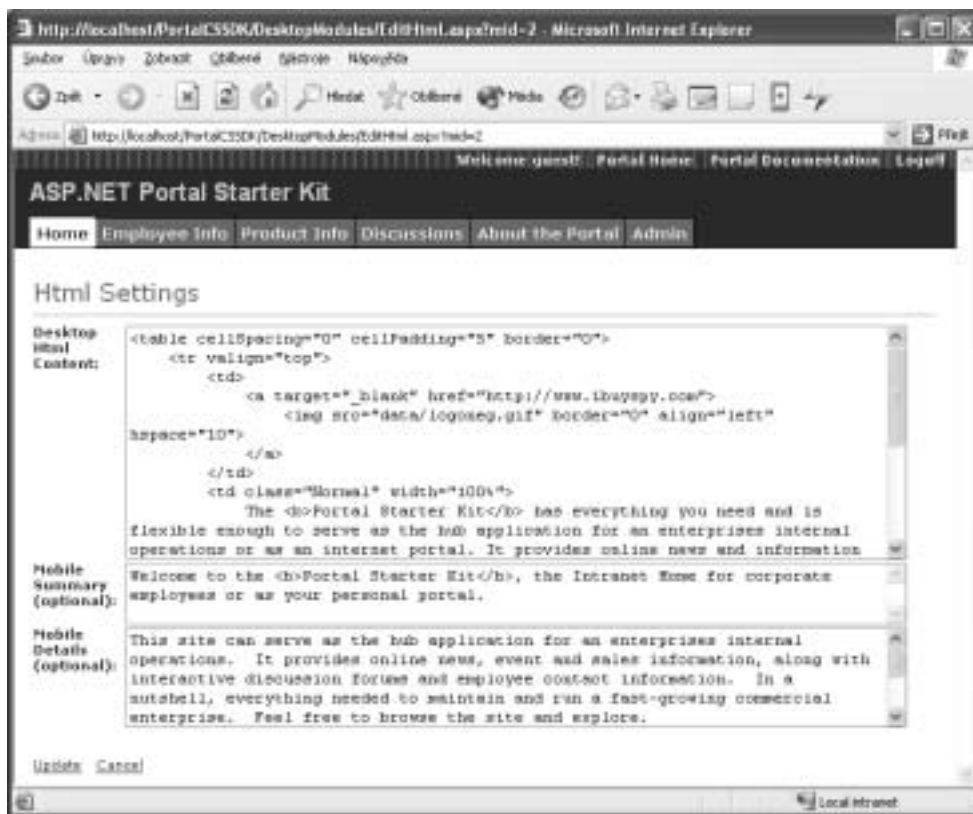 http://localhost/PortalCSSDK/DesktopModules/EditHtml.aspx?mid=2 - Microsoft Internet Explorer
Soubor Úpravy Zobrazit Oblíbené Nástroje Nápověda
Zpět Hledat Oblíbené Média
Adresa http://localhost/PortalCSSDK/DesktopModules/EditHtml.aspx?mid=2 Přejít
Welcome guest! Portal Home Portal Documentation Logoff
ASP.NET Portal Starter Kit
Home Employee Info Product Info Discussions About the Portal Admin
Html Settings
Desktop Html Content:
<table cellSpacing="0" cellPadding="5" border="0">
<tr valign="top">
<td>
<a target="_blank" href="http://www.ibuyspy.com">
<img src="data/logoneg.gif" border="0" align="left"
hspace="10">
</a>
</td>
<td class="Normal" width="100%">
The <b>Portal Starter Kit</b> has everything you need and is
flexible enough to serve as the hub application for an enterprises internal
operations or as an internet portal. It provides online news and information
Mobile Summary (optional):
Welcome to the <b>Portal Starter Kit</b>, the Intranet Home for corporate
employees or as your personal portal.
Mobile Details (optional):
This site can serve as the hub application for an enterprises internal
operations. It provides online news, event and sales information, along with
interactive discussion forums and employee contact information. In a
nutshell, everything needed to maintain and run a fast-growing commercial
enterprise. Feel free to browse the site and explore.
Update Cancel
Local intranet